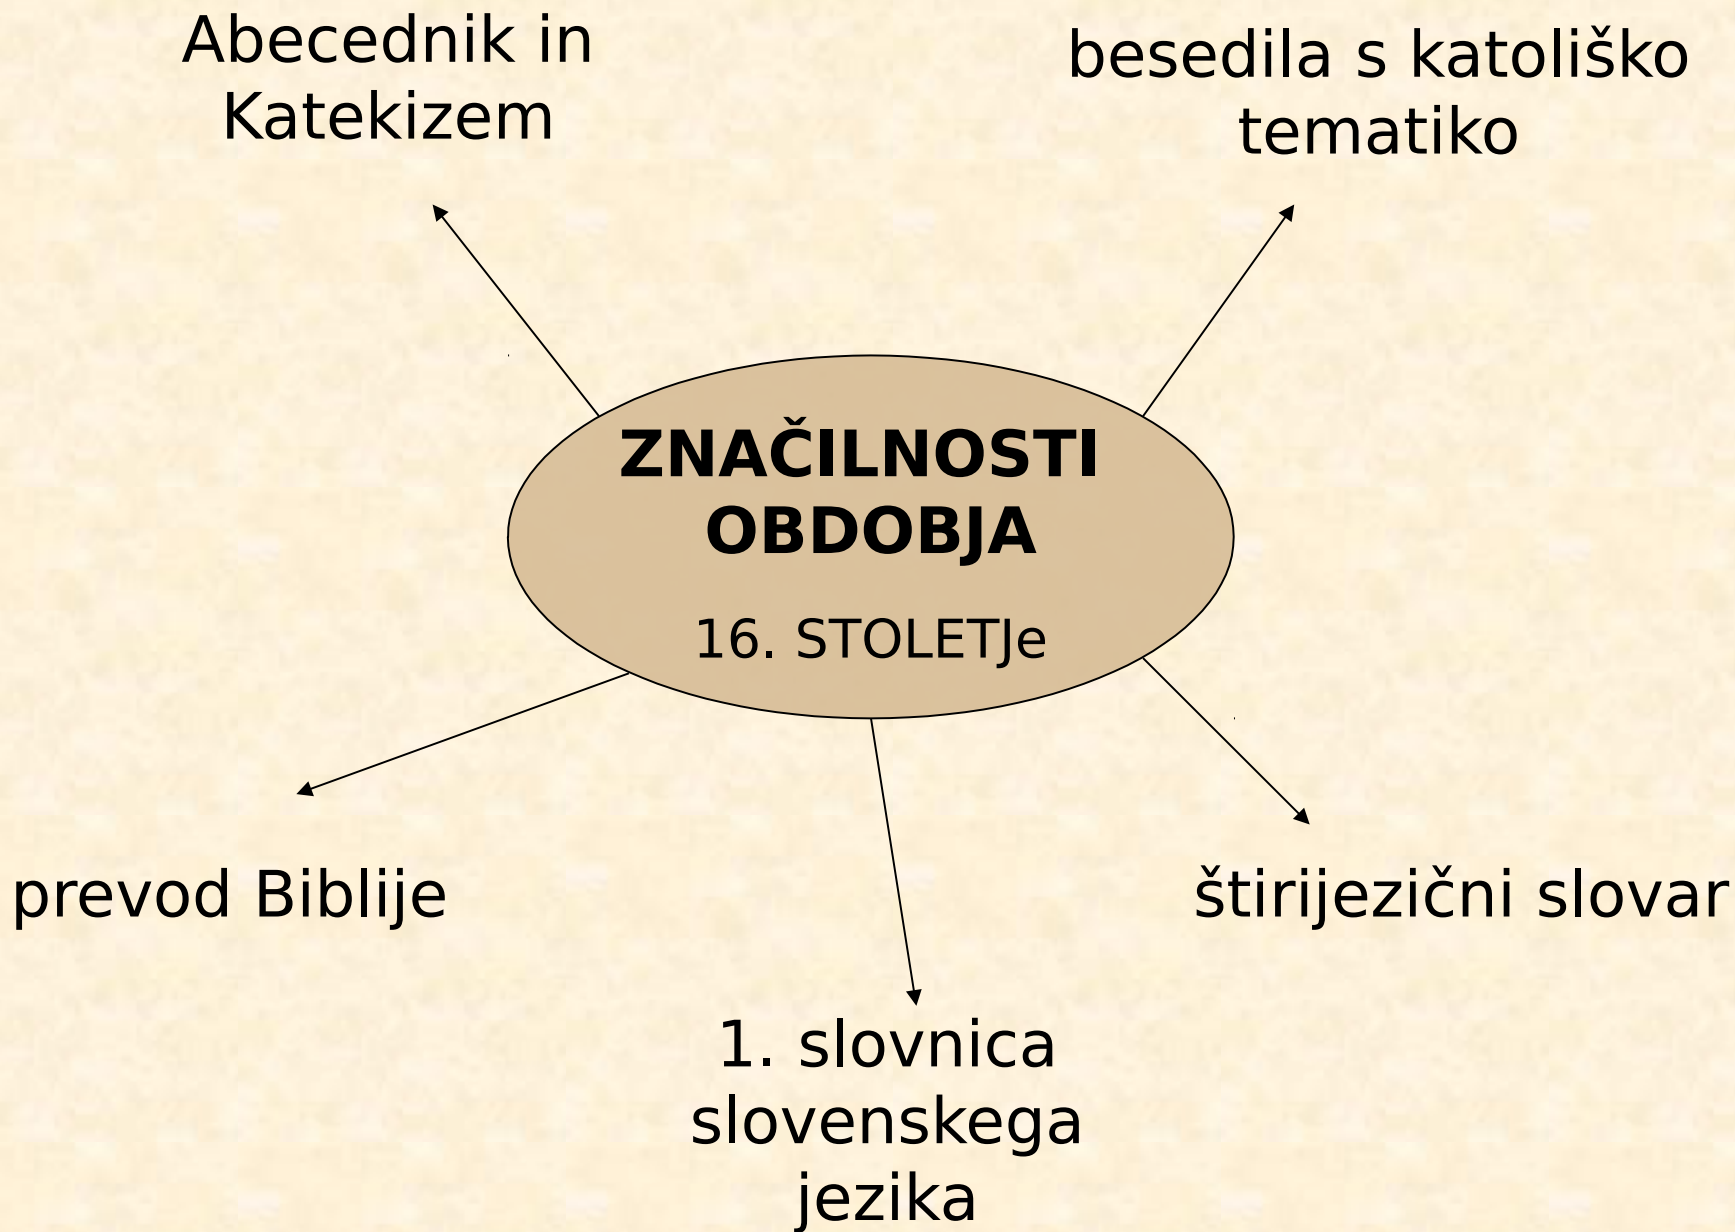 Abecednik in
Katekizem
besedila s katoliško
tematiko
ZNAČILNOSTI
OBDOBJA
16. STOLETJe
prevod Biblije
štirijezični slovar
1. slovnica
slovenskega
jezika